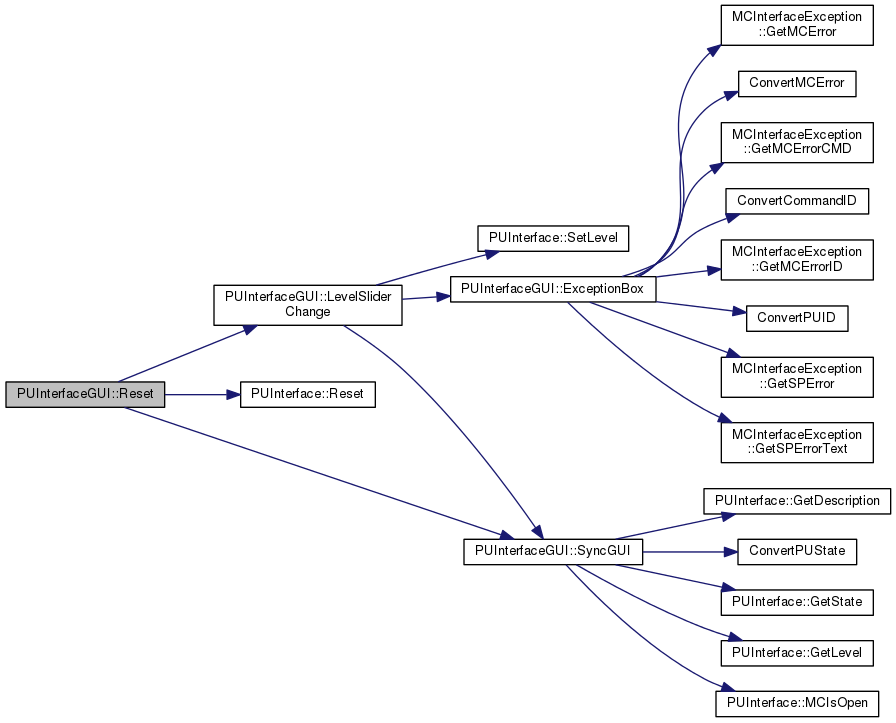 MCInterfaceException
::GetMCError
ConvertMCError
MCInterfaceException
::GetMCErrorCMD
ConvertCommandID
PUInterface::SetLevel
MCInterfaceException
::GetMCErrorID
PUInterfaceGUI::LevelSlider
Change
PUInterfaceGUI::ExceptionBox
ConvertPUID
MCInterfaceException
::GetSPError
PUInterfaceGUI::Reset
PUInterface::Reset
MCInterfaceException
::GetSPErrorText
PUInterface::GetDescription
PUInterfaceGUI::SyncGUI
ConvertPUState
PUInterface::GetState
PUInterface::GetLevel
PUInterface::MCIsOpen